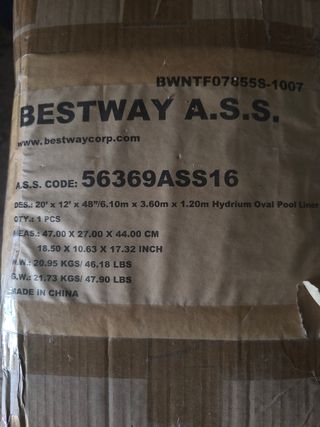 BWNTF07855S-1007
BESTWAY A.S.S.
www.bestwaycorp.com
A.S.S. CODE: 56369ASS16
DES.: 20' x 12' x 48"/6.10m x 3.60m x 1.20m Hydrium Oval Pool Liner
QTY.: 1 PCS
MEAS.: 47.00 X 27.00 X 44.00 CM
18.50 X 10.63 X 17.32 INCH
N.W.: 20.95 KGS/ 46.18 LBS
G.W.: 21.73 KGS/ 47.90 LBS
MADE IN CHINA